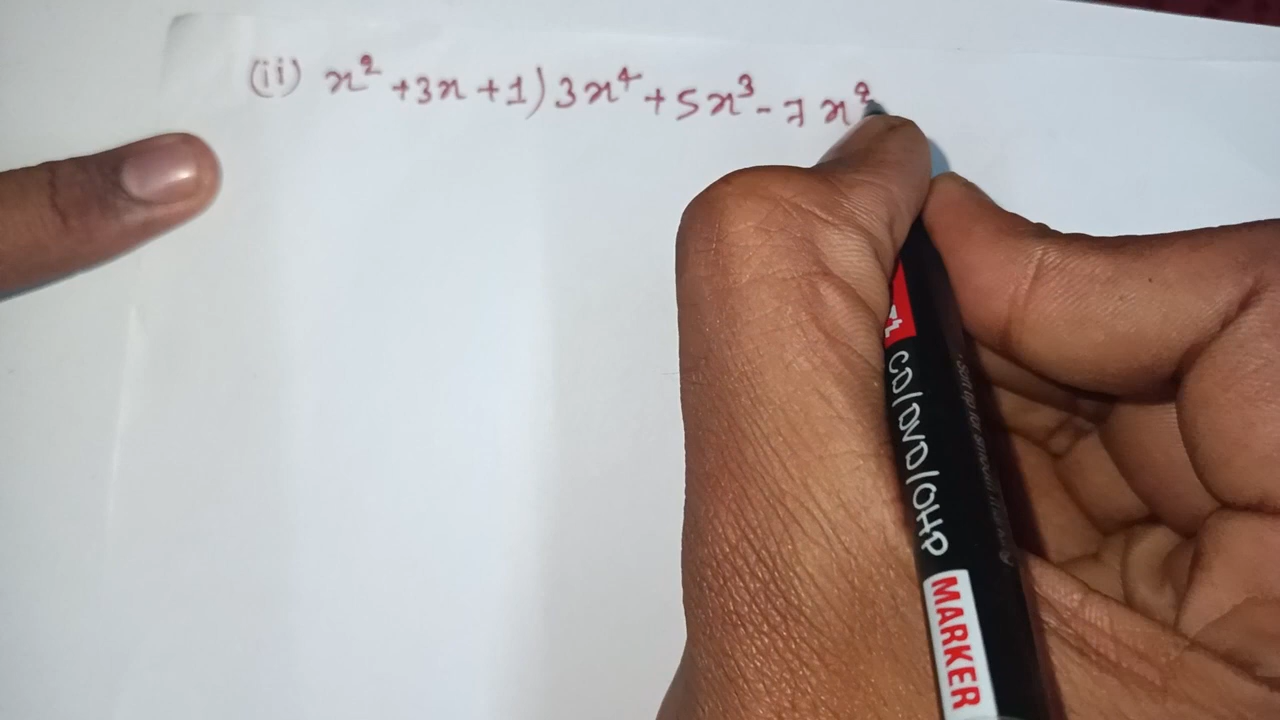 (ii) x² + 3x + 1) 3x⁴ + 5x³ - 7x²
CD/DVD/OHP MARKER